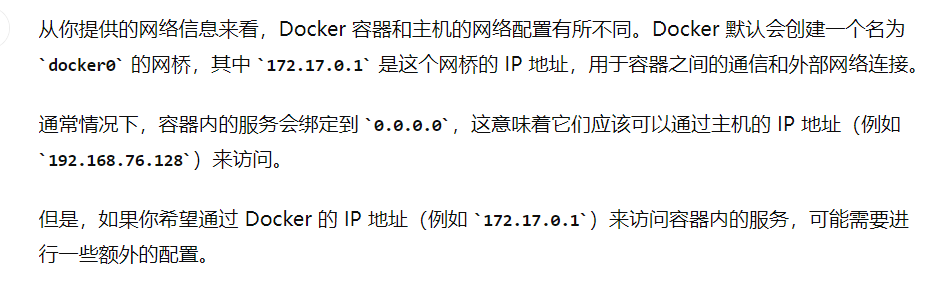 从你提供的网络信息来看，Docker 容器和主机的网络配置有所不同。Docker 默认会创建一个名为
`docker0` 的网桥，其中 `172.17.0.1` 是这个网桥的 IP 地址，用于容器之间的通信和外部网络连接。
通常情况下，容器内的服务会绑定到 `0.0.0.0`，这意味着它们应该可以通过主机的 IP 地址（例如
`192.168.76.128`）来访问。
但是，如果你希望通过 Docker 的 IP 地址（例如 `172.17.0.1`）来访问容器内的服务，可能需要进
行一些额外的配置。